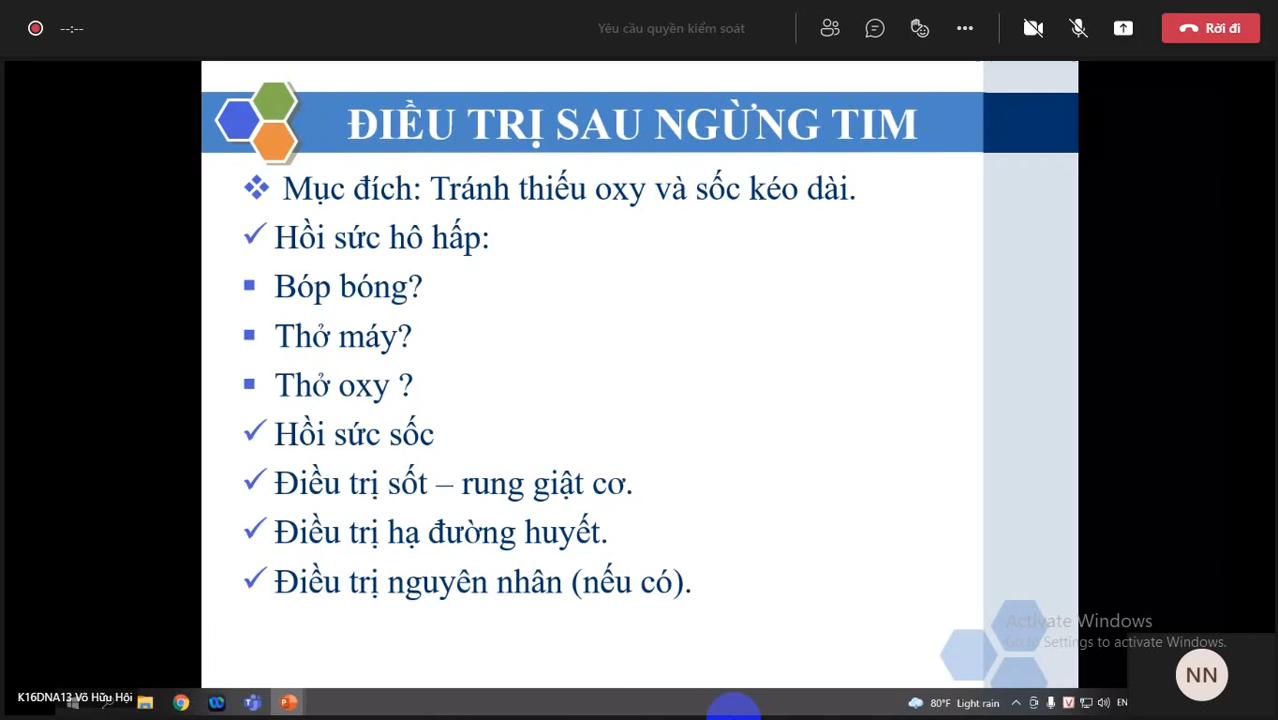 --:--
Yêu cầu quyền kiểm soát
Rời đi
ĐIỀU TRỊ SAU NGỪNG TIM
Mục đích: Tránh thiếu oxy và sốc kéo dài.
Hồi sức hô hấp:
Bóp bóng?
Thở máy?
Thở oxy ?
Hồi sức sốc
Điều trị sốt – rung giật cơ.
Điều trị hạ đường huyết.
Điều trị nguyên nhân (nếu có).
Activate Windows
Go to Settings to activate Windows.
NN
K16DNA13 Võ Hữu Hội
80°F Light rain
V
EN